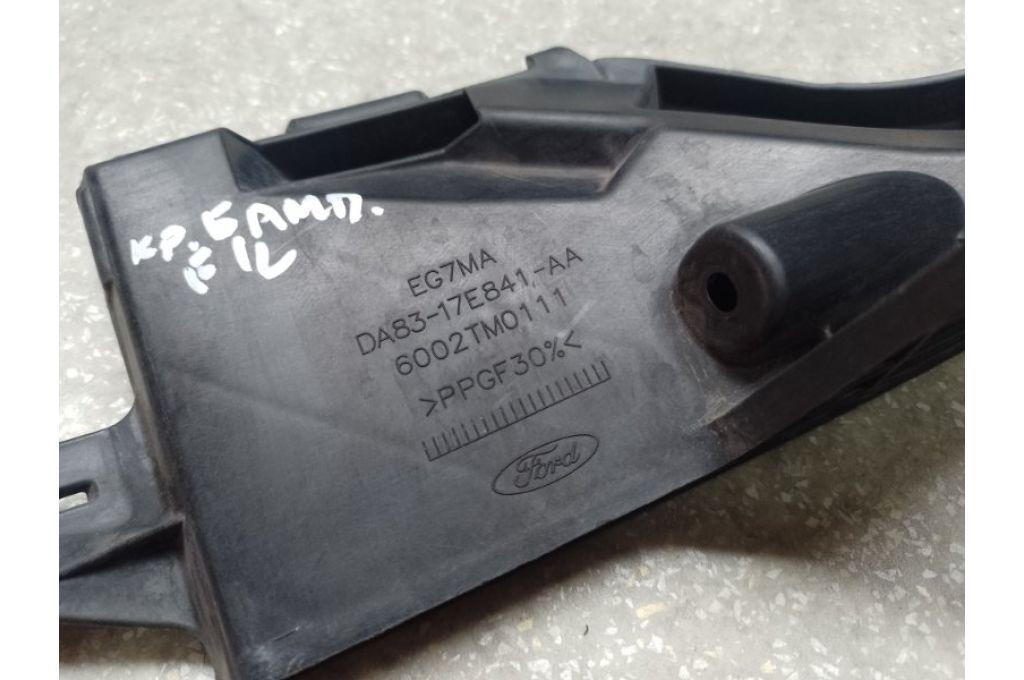 кр. БАМП.
EG7MA
DA83-17E841-AA
6002TM0111
>PPGF30%<
Ford